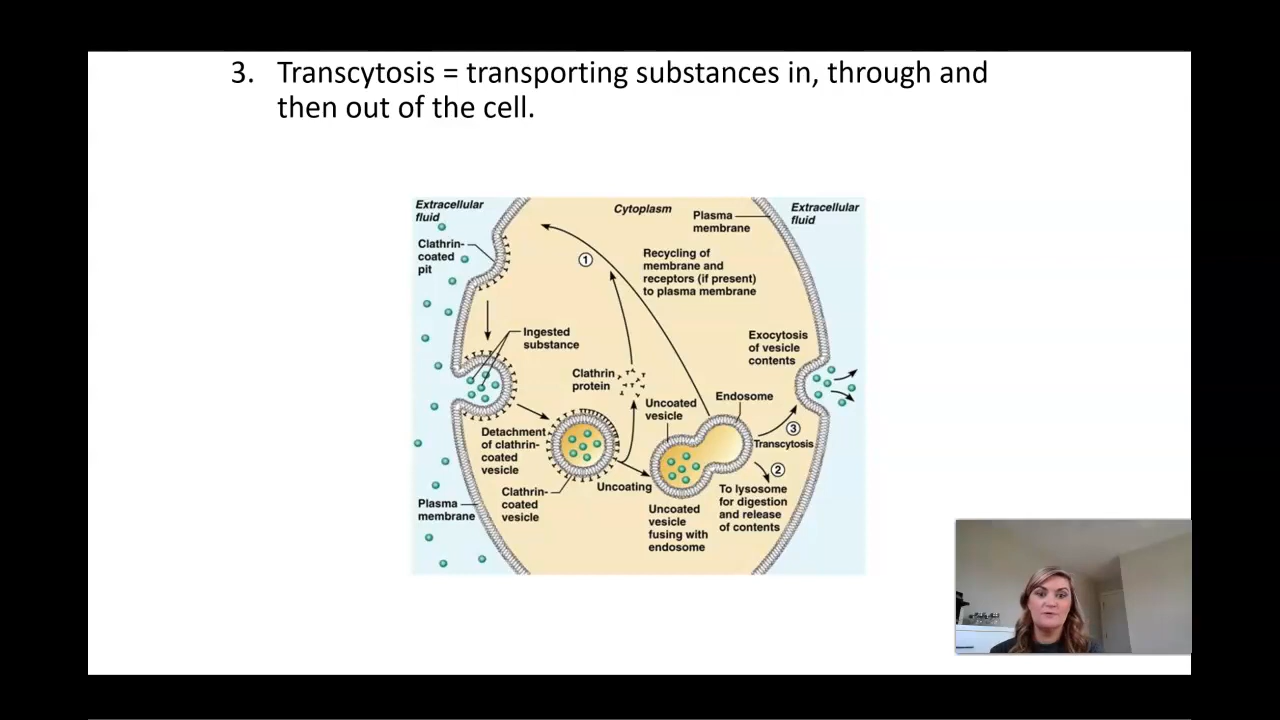 3. Transcytosis = transporting substances in, through and
then out of the cell.
Extracellular
fluid
Cytoplasm
Plasma
membrane
Extracellular
fluid
Clathrin-
coated
pit
1
Recycling of
membrane and
receptors (if present)
to plasma membrane
Ingested
substance
Exocytosis
of vesicle
contents
Clathrin
protein
Uncoated
vesicle
Endosome
Detachment
of clathrin-
coated
vesicle
3
Transcytosis
2
Uncoating
Clathrin-
coated
vesicle
Plasma
membrane
Uncoated
vesicle
fusing with
endosome
To lysosome
for digestion
and release
of contents